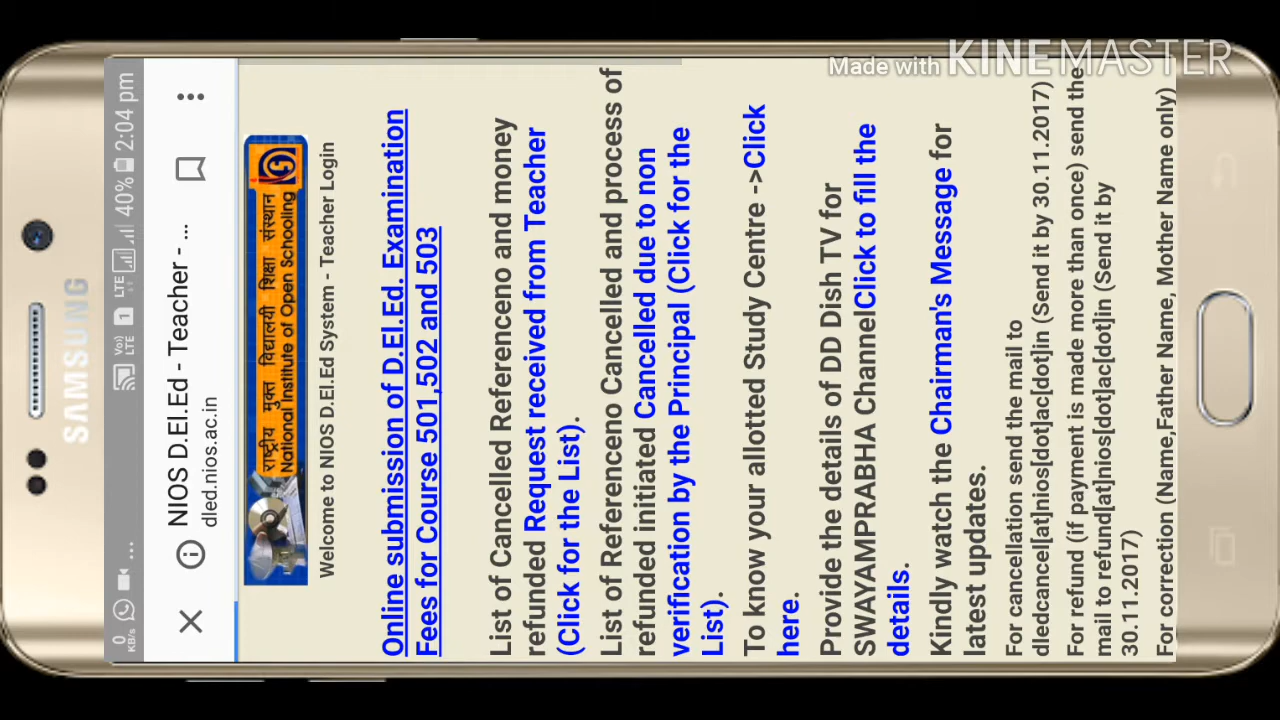 Made with KINEMASTER
SAMSUNG
0 KB/s ... Vo) LTE 1 LTE 40% 2:04 pm
NIOS D.El.Ed - Teacher - ...
dled.nios.ac.in
राष्ट्रीय मुक्त विद्यालयी शिक्षा संस्थान
National Institute of Open Schooling
Welcome to NIOS D.El.Ed System - Teacher Login
Online submission of D.El.Ed. Examination
Fees for Course 501,502 and 503
List of Cancelled Referenceno and money
refunded Request received from Teacher
(Click for the List).
List of Referenceno Cancelled and process of
refunded initiated Cancelled due to non
verification by the Principal (Click for the
List).
To know your allotted Study Centre ->Click
here.
Provide the details of DD Dish TV for
SWAYAMPRABHA ChannelClick to fill the
details.
Kindly watch the Chairman's Message for
latest updates.
For cancellation send the mail to
dledcancel[at]nios[dot]ac[dot]in (Send it by 30.11.2017)
For refund (if payment is made more than once) send the
mail to refund[at]nios[dot]ac[dot]in (Send it by
30.11.2017)
For correction (Name,Father Name, Mother Name only)